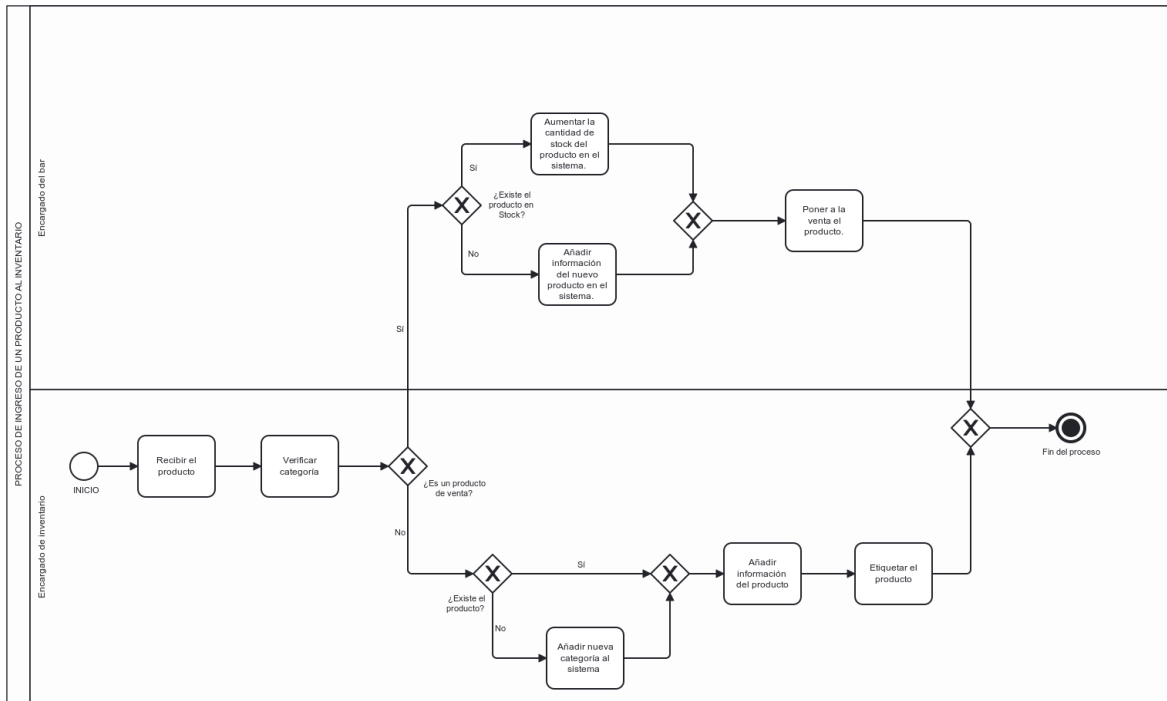 PROCESO DE INGRESO DE UN PRODUCTO AL INVENTARIO
Encargado del bar
Aumentar la
cantidad de
stock del
producto en el
sistema.
Sí
¿Existe el
producto en
Stock?
No
Añadir
información
del nuevo
producto en el
sistema.
Poner a la
venta el
producto.
Sí
Encargado de inventario
INICIO
Recibir el
producto
Verificar
categoría
¿Es un producto
de venta?
No
¿Existe el
producto?
Sí
No
Añadir nueva
categoría al
sistema
Añadir
información
del producto
Etiquetar el
producto
Fin del proceso